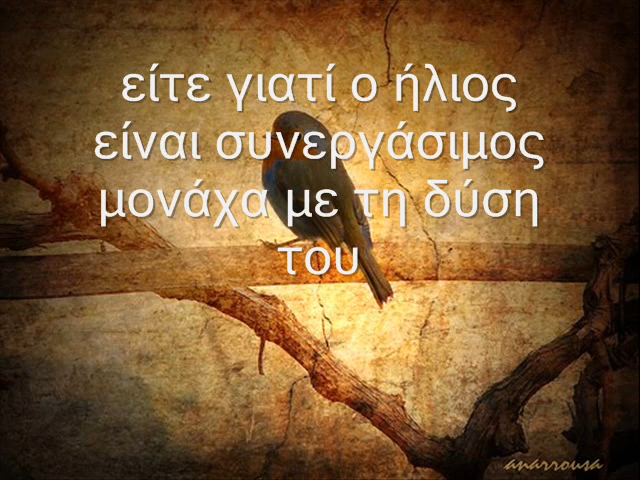 είτε γιατί ο ήλιος
είναι συνεργάσιμος
μονάχα με τη δύση
του
anarrousa